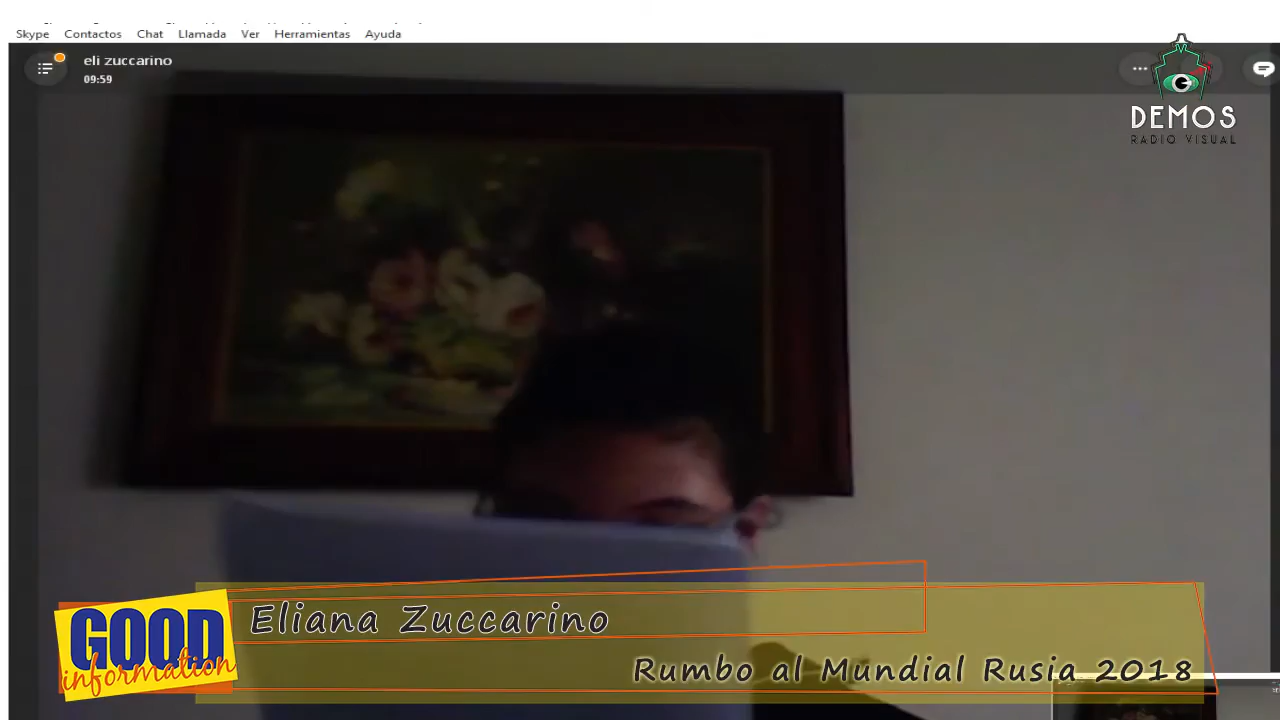 Skype Contactos Chat Llamada Ver Herramientas Ayuda
eli zuccarino
09:59
DEMOS
RADIO VISUAL
GOOD
information
Eliana Zuccarino
Rumbo al Mundial Rusia 2018